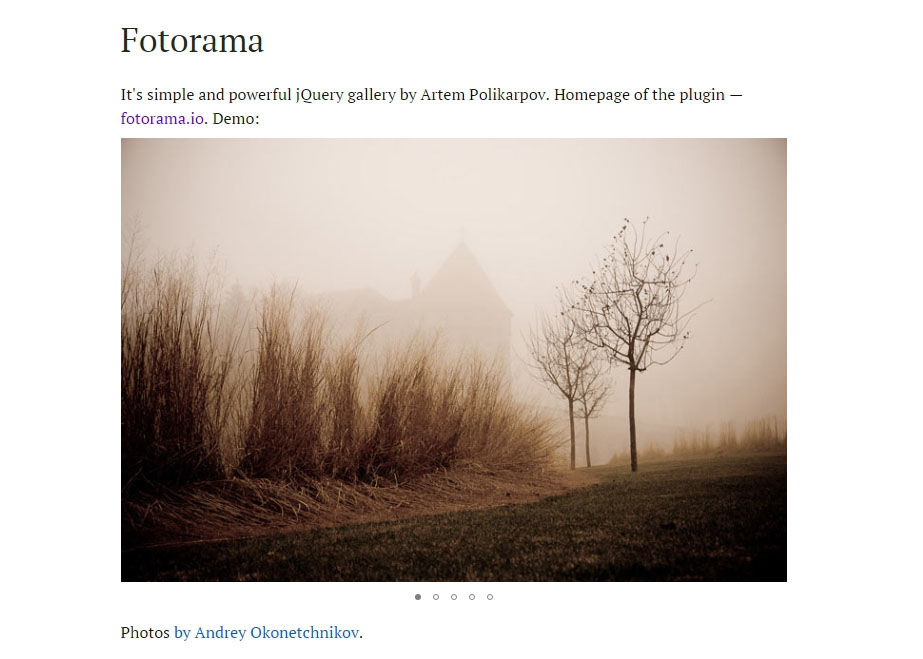 Fotorama
It's simple and powerful jQuery gallery by Artem Polikarpov. Homepage of the plugin —
fotorama.io. Demo:
Photos by Andrey Okonetchnikov.